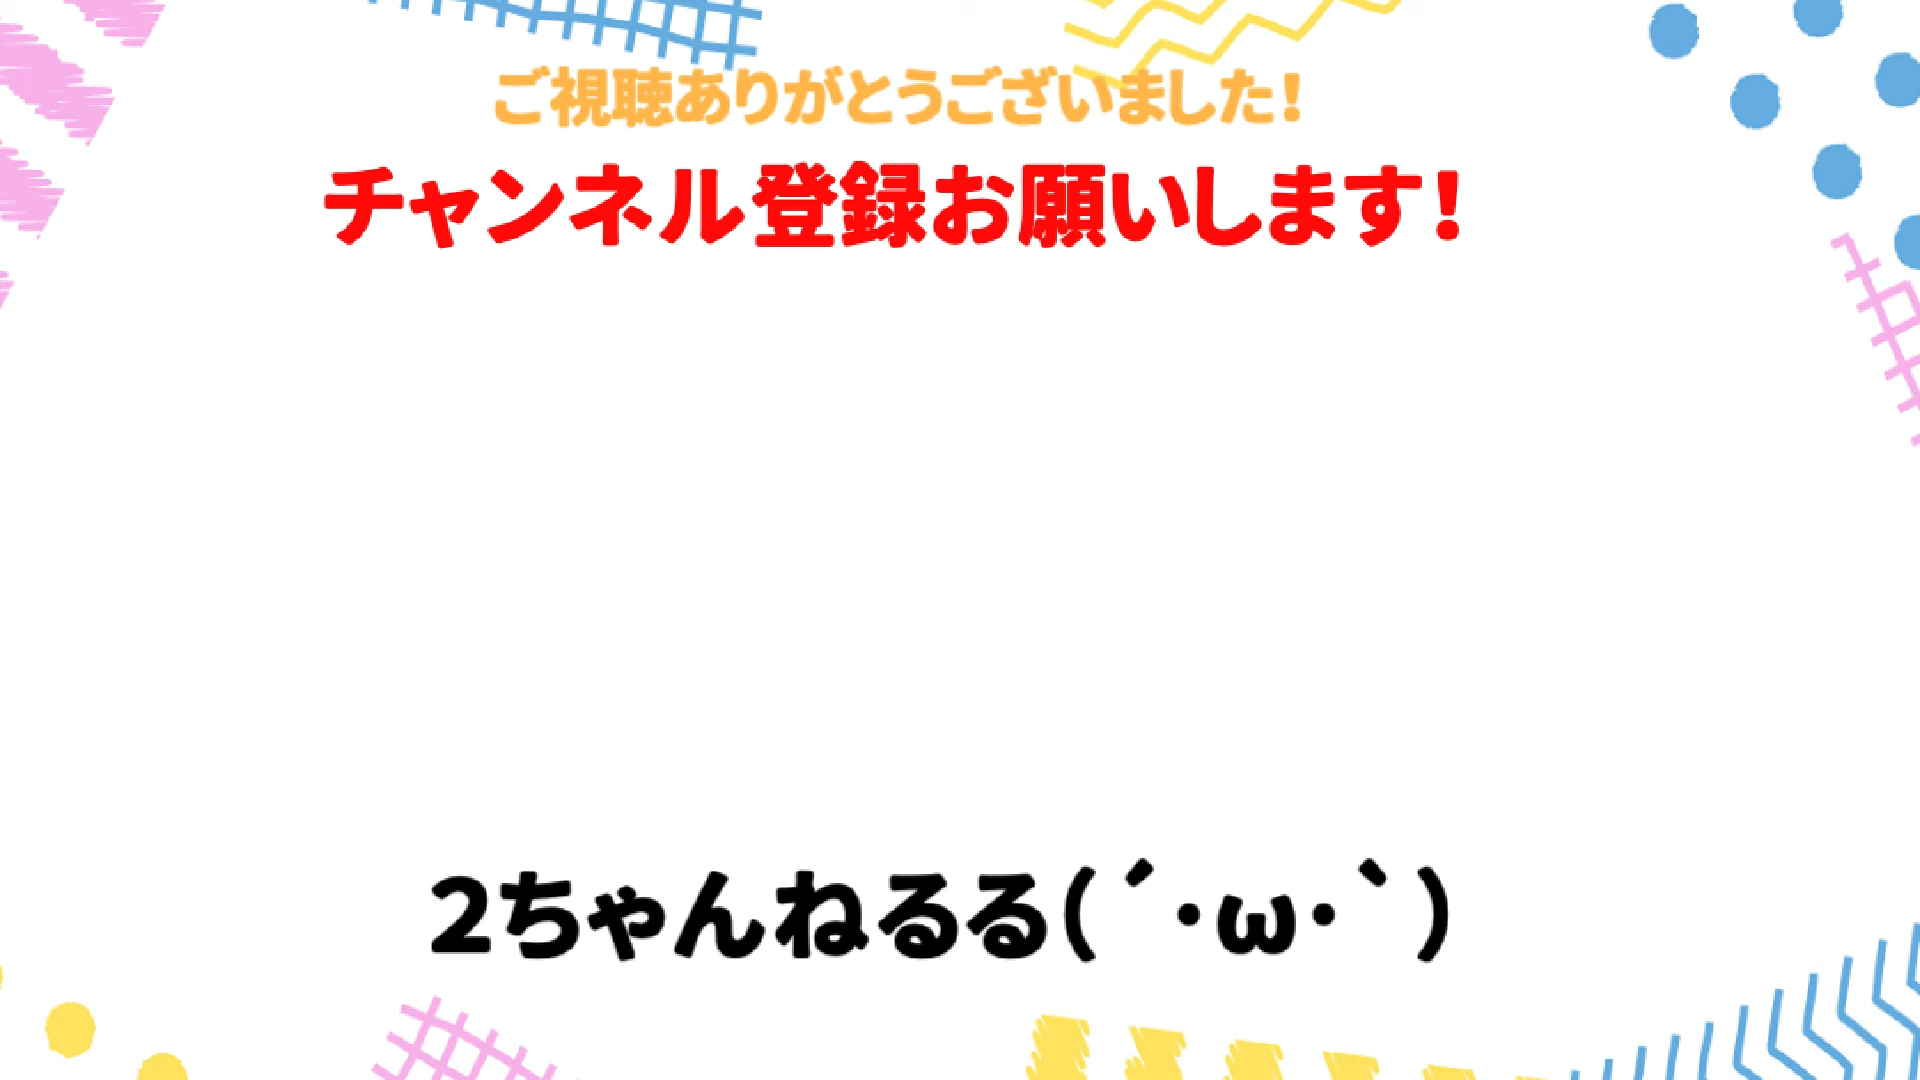 ご視聴ありがとうございました!
チャンネル登録お願いします!
2ちゃんねるる(´・ω・`)